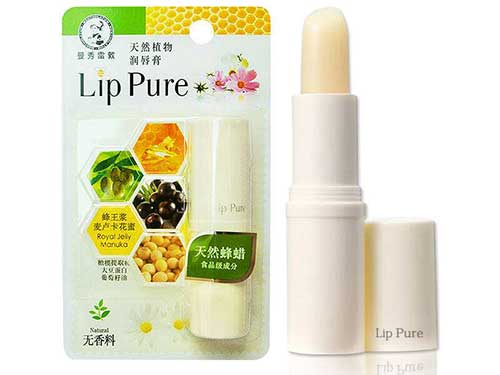 曼秀雷敦
天然植物
润唇膏
Lip Pure
蜂王浆
麦卢卡花蜜
Royal Jelly
Manuka
橄榄提取物
大豆蛋白
葡萄籽油
Natural
无香料
Lip Pure
天然蜂蜡
食品级成分
Lip Pure